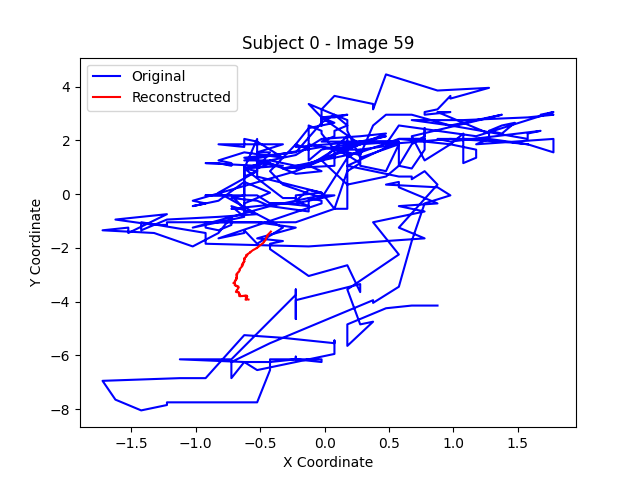 Subject 0 - Image 59
Original
Reconstructed
4
2
0
−2
−4
−6
−8
Y Coordinate
−1.5
−1.0
−0.5
0.0
0.5
1.0
1.5
X Coordinate